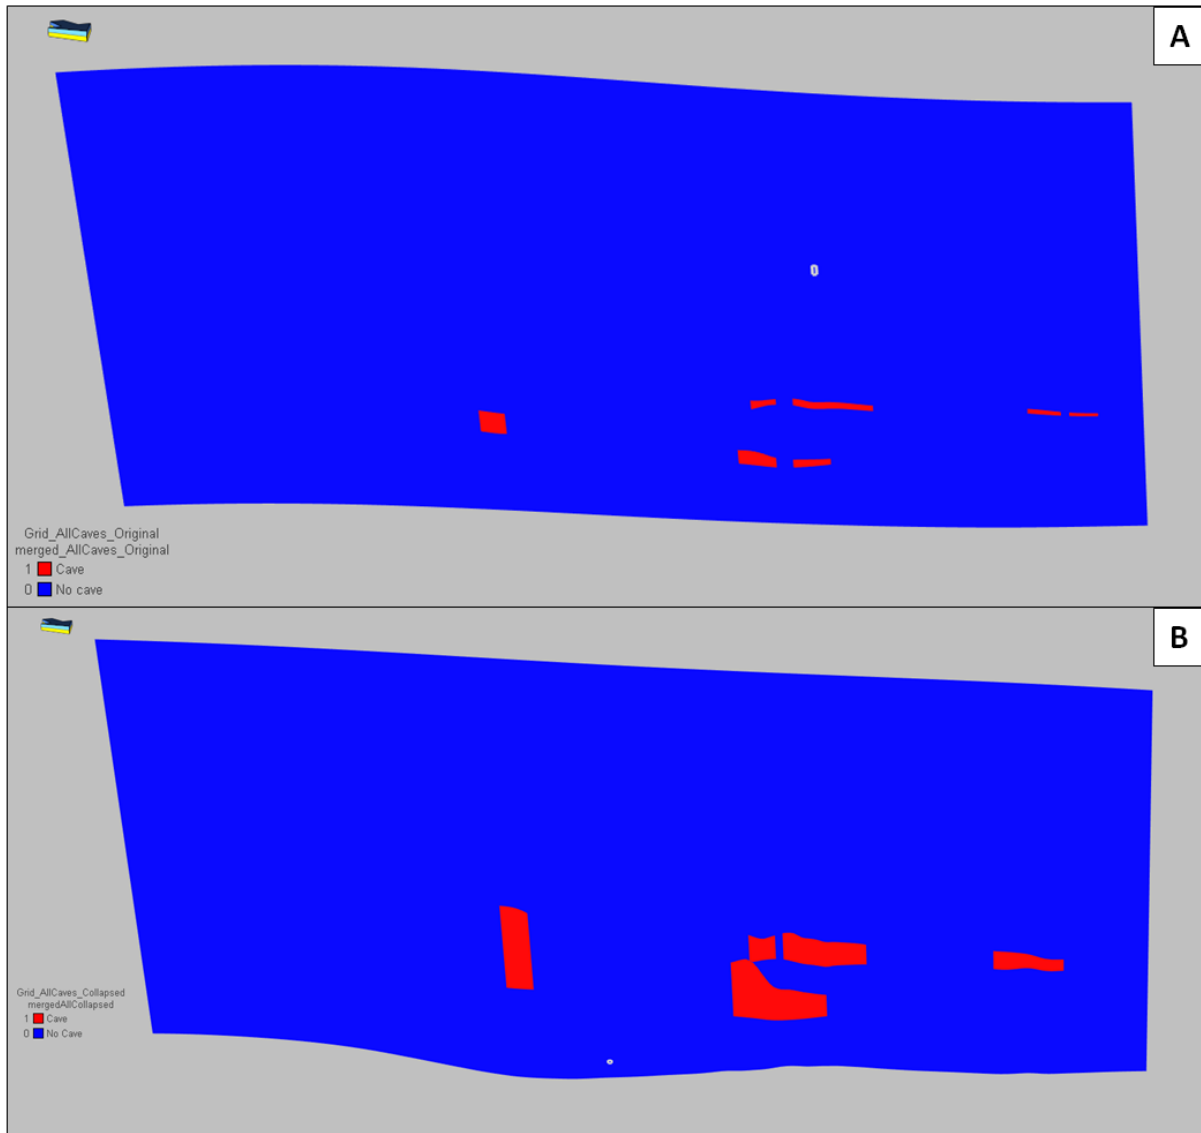 A
0
Grid_AllCaves_Original
merged_AllCaves_Original
1 Cave
0 No cave
B
Grid_AllCaves_Collapsed
mergedAllCollapsed
1 Cave
0 No Cave